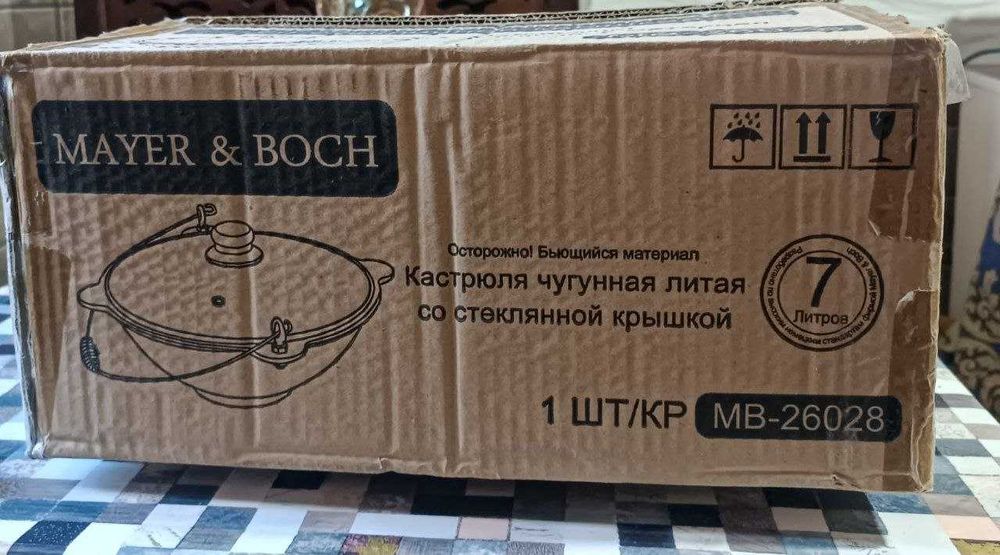 MAYER & BOCH
Осторожно! Бьющийся материал
Кастрюля чугунная литая
со стеклянной крышкой
7
Литров
1 ШТ/КР MB-26028